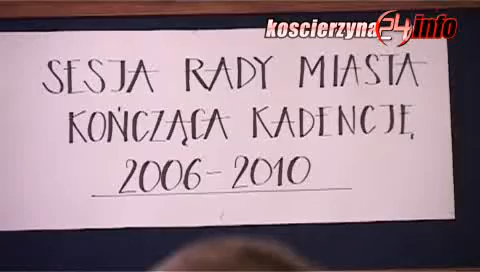 koscierzyna24info
SESJA RADY MIASTA
KOŃCZĄCA KADENCJĘ
2006-2010